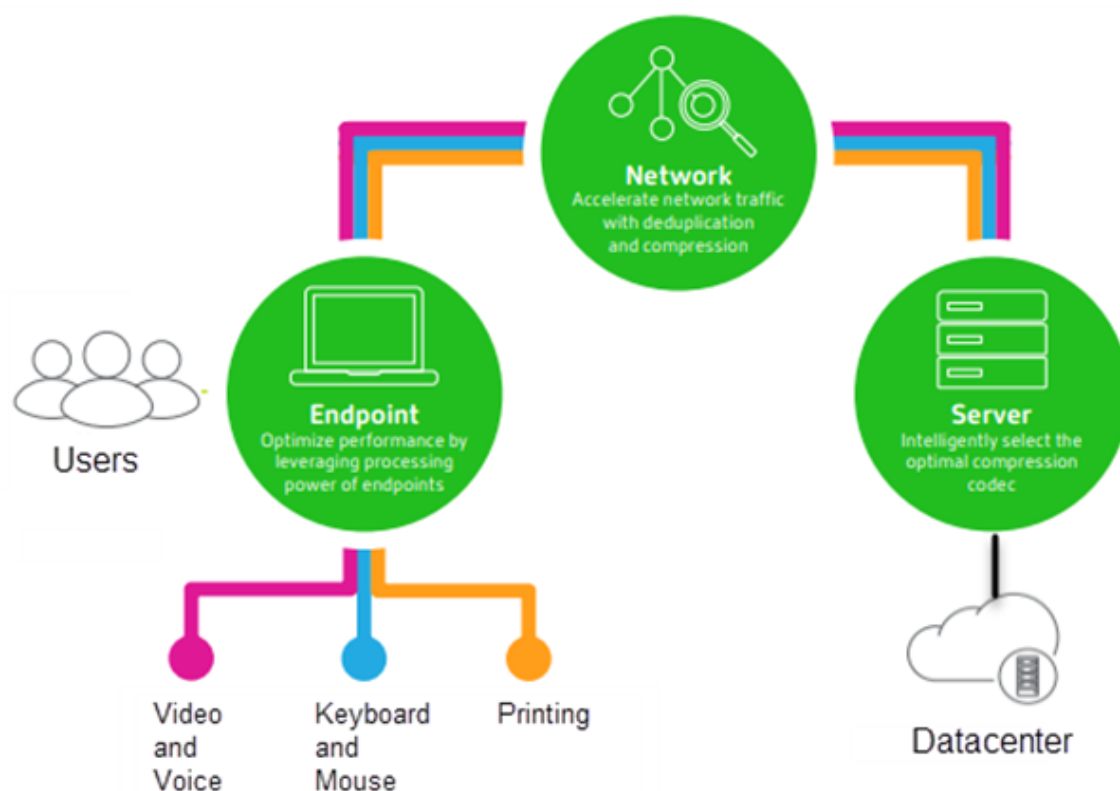 Network
Accelerate network traffic
with deduplication
and compression
Users
Endpoint
Optimize performance by
leveraging processing
power of endpoints
Server
Intelligently select the
optimal compression
codec
Video
and
Voice
Keyboard
and
Mouse
Printing
Datacenter